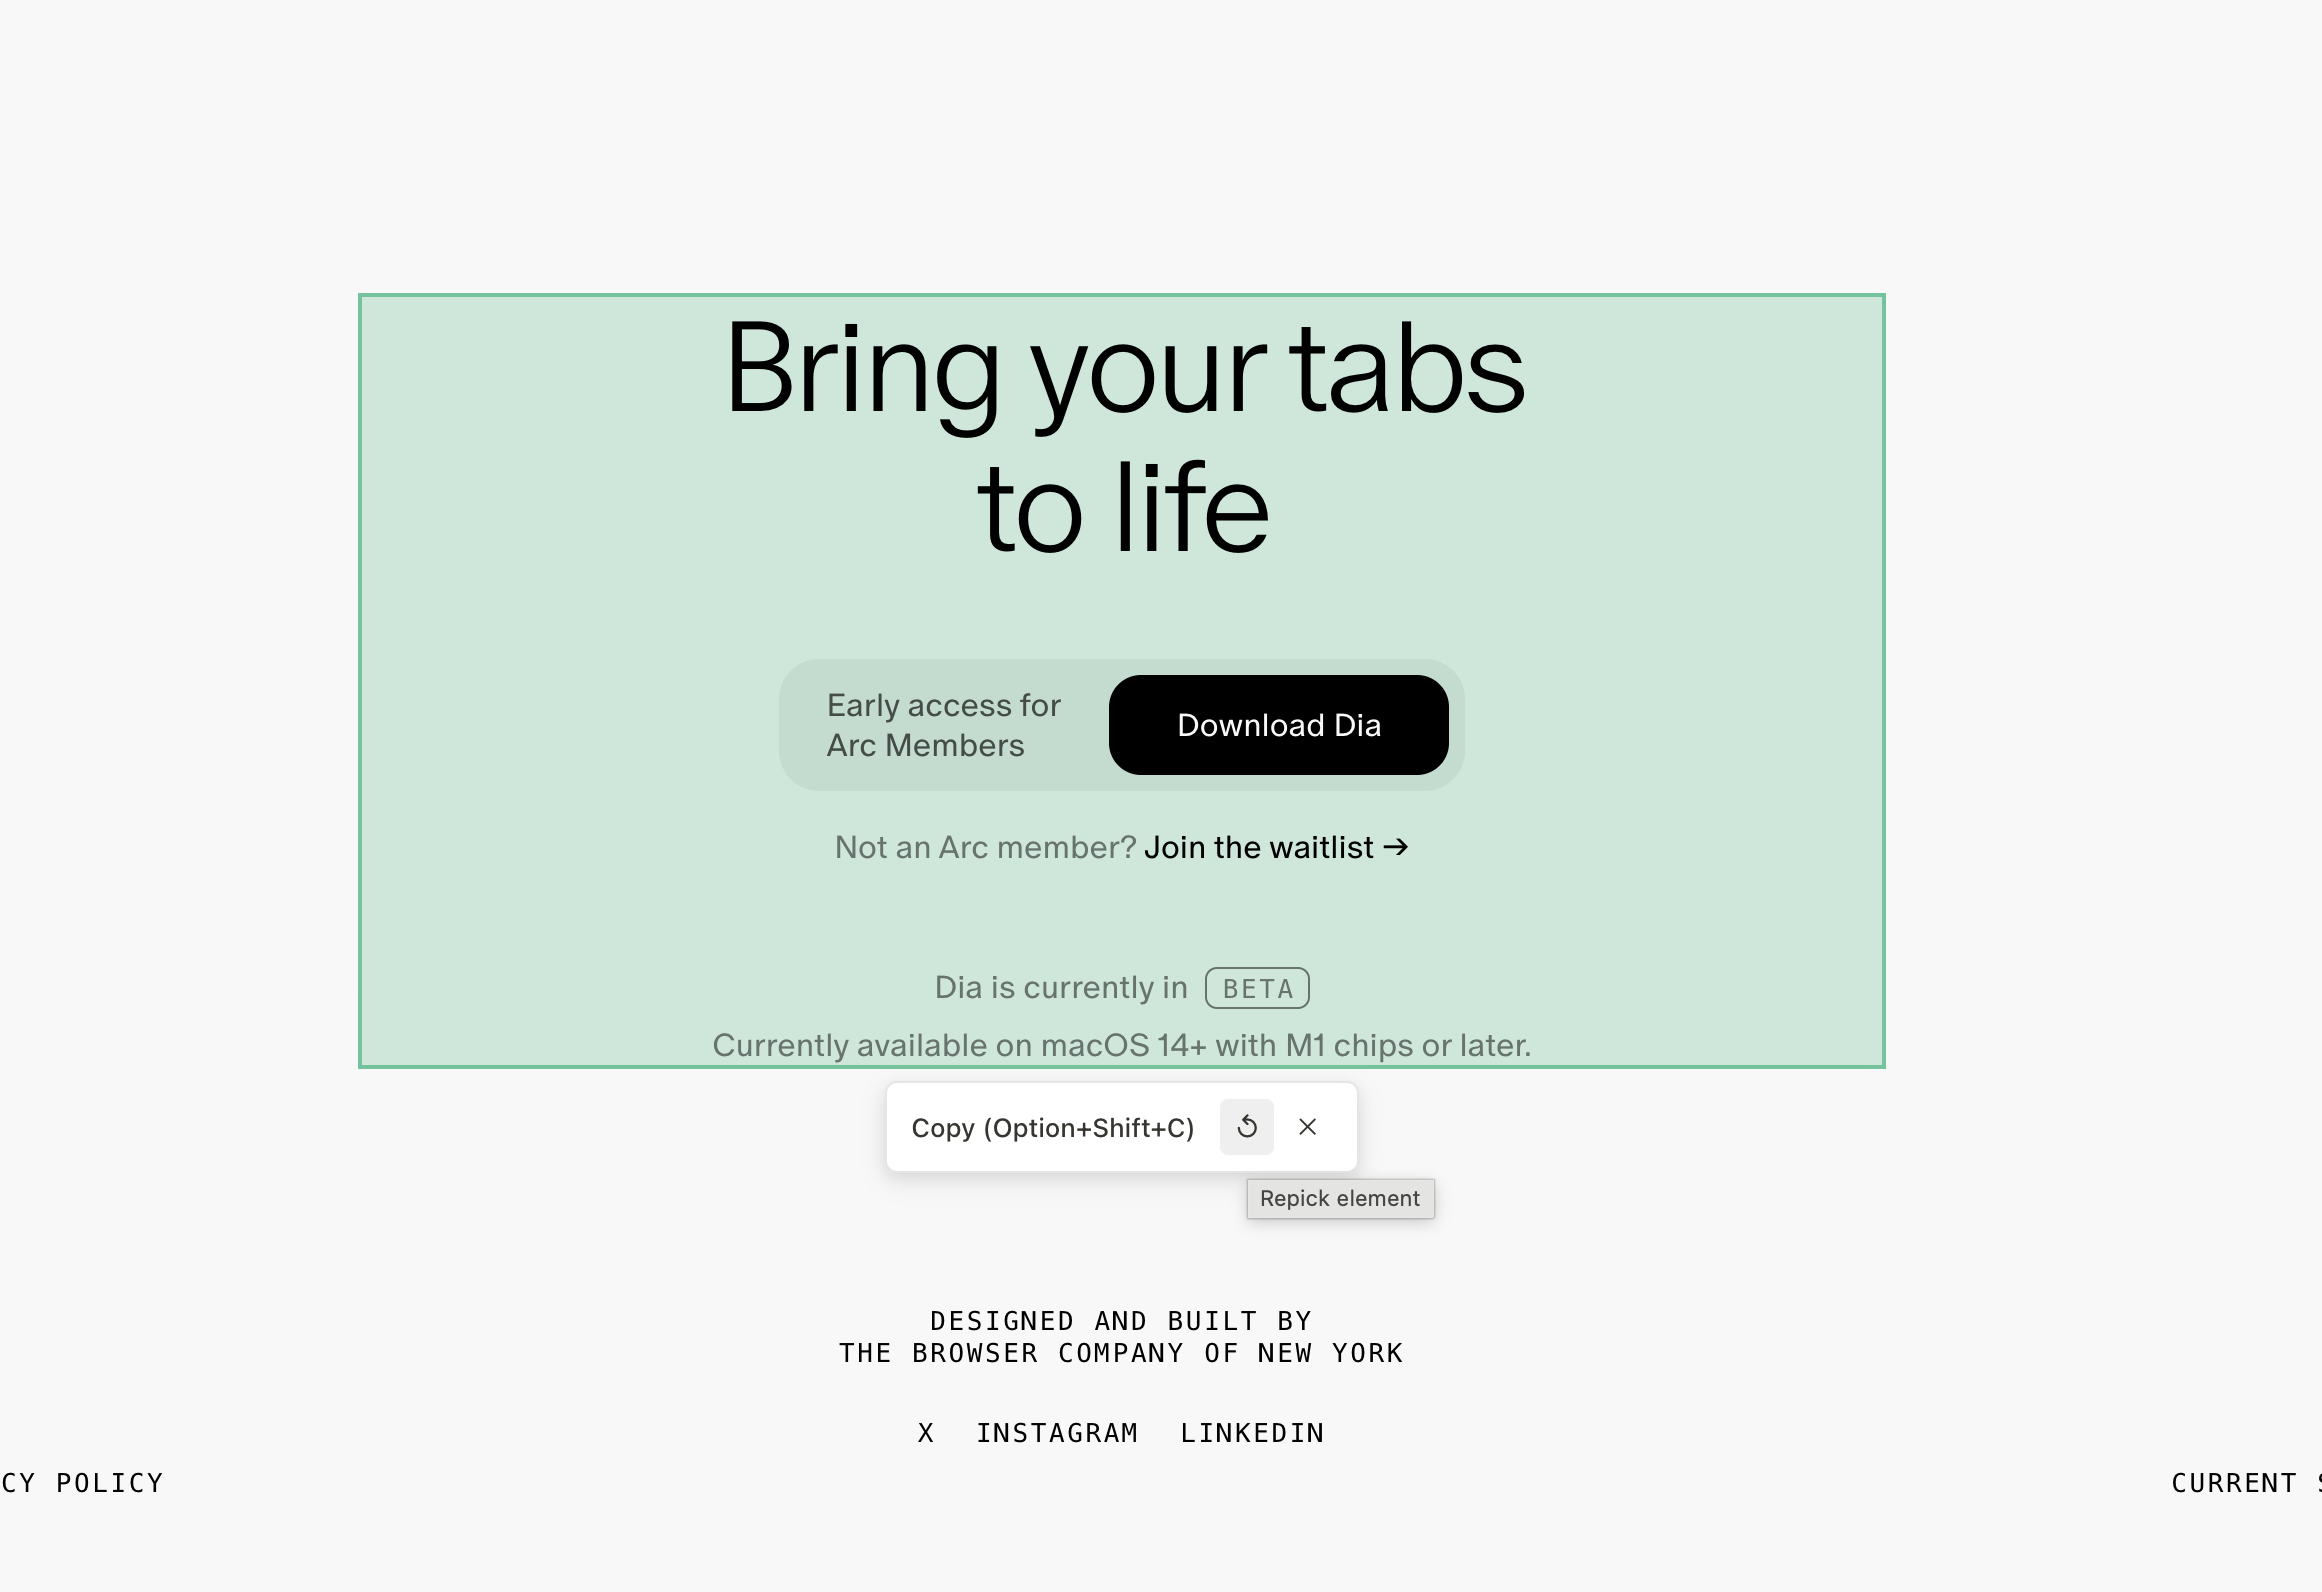 Bring your tabs
to life
Early access for
Arc Members
Download Dia
Not an Arc member? Join the waitlist →
Dia is currently in BETA
Currently available on macOS 14+ with M1 chips or later.
Copy (Option+Shift+C)
Repick element
DESIGNED AND BUILT BY
THE BROWSER COMPANY OF NEW YORK
X INSTAGRAM LINKEDIN
CY POLICY
CURRENT